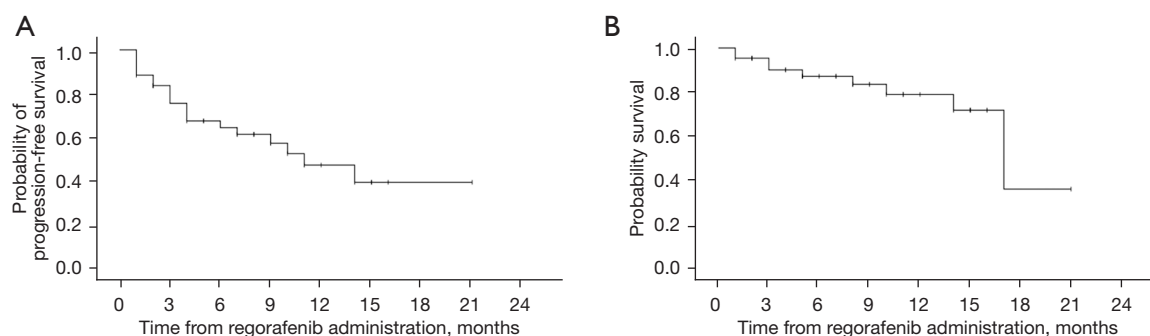 A
Probability of
progression-free survival
1.0
0.8
0.6
0.4
0.2
0.0
0 3 6 9 12 15 18 21 24
Time from regorafenib administration, months
B
Probability survival
1.0
0.8
0.6
0.4
0.2
0.0
0 3 6 9 12 15 18 21 24
Time from regorafenib administration, months